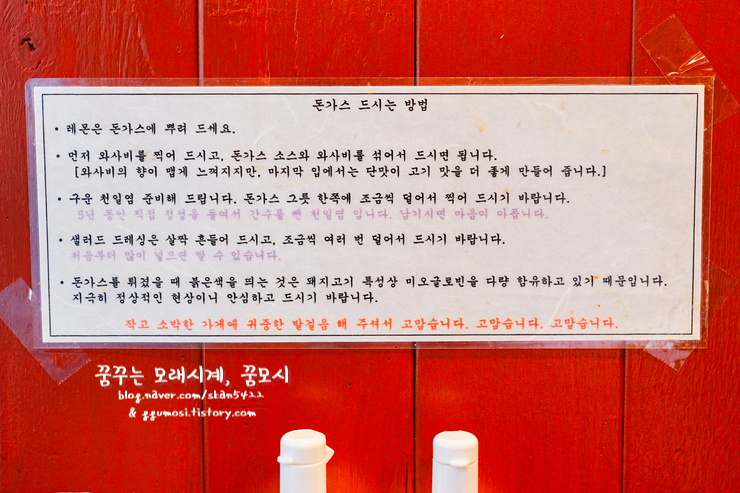 돈가스 드시는 방법
• 레몬은 돈가스에 뿌려 드세요.
• 먼저 와사비를 찍어 드시고, 돈가스 소스와 와사비를 섞어서 드시면 됩니다.
[와사비의 향이 맵게 느껴지지만, 마지막 입에서는 단맛이 고기 맛을 더 좋게 만들어 줍니다.]
• 구운 천일염 준비해 드립니다. 돈가스 그릇 한쪽에 조금씩 덜어서 찍어 드시기 바랍니다.
5년 동안 직접 정성을 들여서 간수를 뺀 천일염 입니다. 남기시면 마음이 아픕니다.
• 샐러드 드레싱은 살짝 흔들어 드시고, 조금씩 여러 번 덜어서 드시기 바랍니다.
처음부터 많이 넣으면 짤 수 있습니다.
• 돈가스를 튀겼을 때 붉은색을 띄는 것은 돼지고기 특성상 미오글로빈을 다량 함유하고 있기 때문입니다.
지극히 정상적인 현상이니 안심하고 드시기 바랍니다.
작고 소박한 가게에 귀중한 발걸음 해 주셔서 고맙습니다. 고맙습니다. 고맙습니다.
꿈꾸는 모래시계, 꿈모시
blog.naver.com/skan5422
& ggumosi.tistory.com